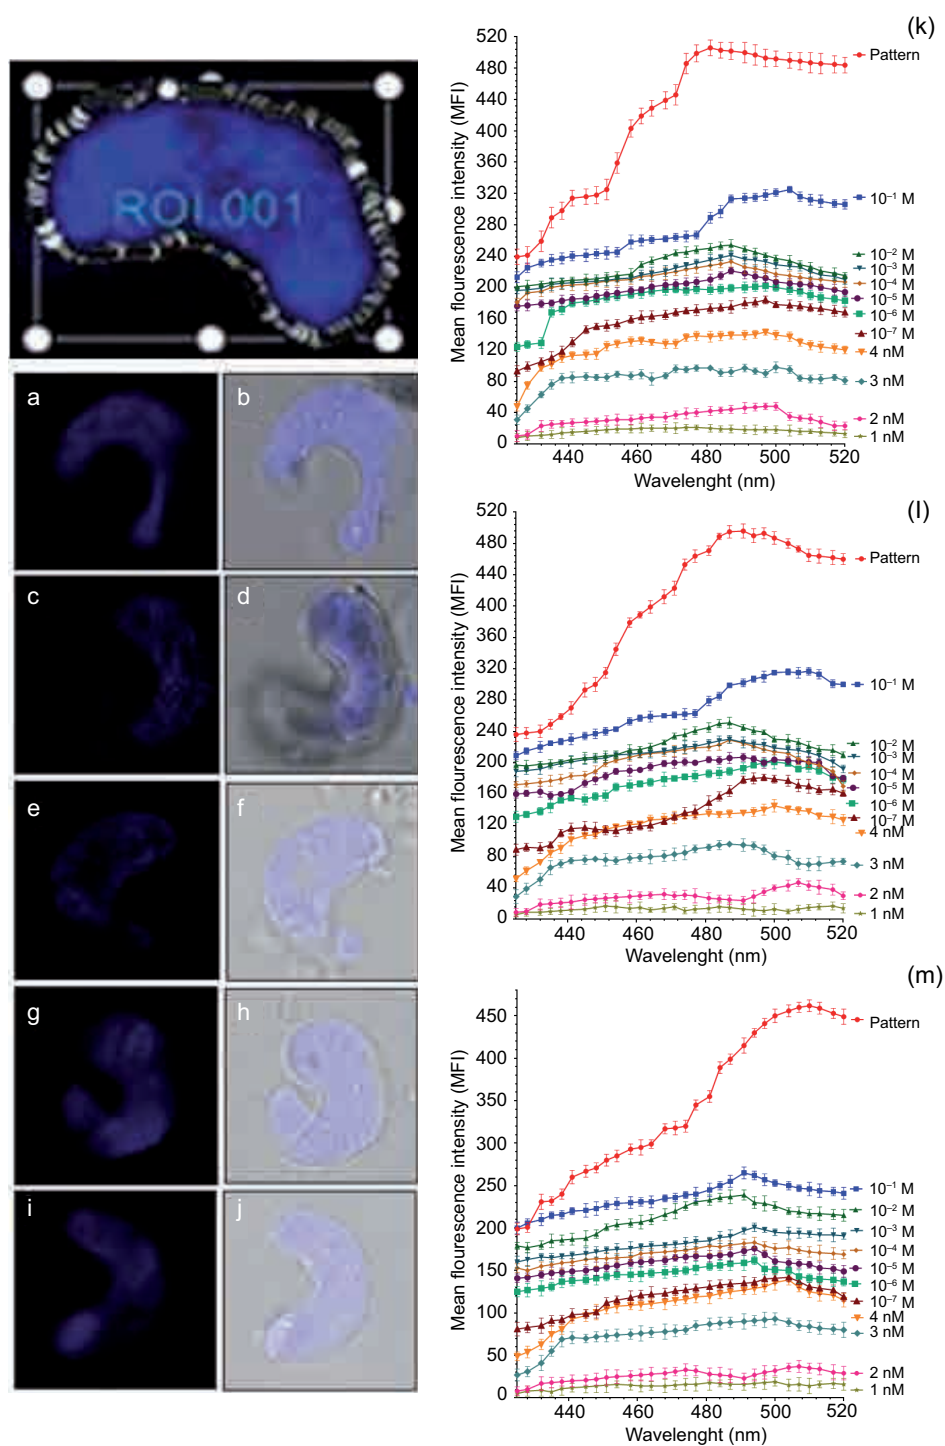 ROI 001
a
b
c
d
e
f
g
h
i
j
(k)
Mean flourescence intensity (MFI)
520
480
440
400
360
320
280
240
200
160
120
80
40
0
440
460
480
500
520
Wavelenght (nm)
Pattern
10⁻¹ M
10⁻² M
10⁻³ M
10⁻⁴ M
10⁻⁵ M
10⁻⁶ M
10⁻⁷ M
4 nM
3 nM
2 nM
1 nM
(l)
Mean flourescence intensity (MFI)
520
480
440
400
360
320
280
240
200
160
120
80
40
0
440
460
480
500
520
Wavelenght (nm)
Pattern
10⁻¹ M
10⁻² M
10⁻³ M
10⁻⁴ M
10⁻⁵ M
10⁻⁶ M
10⁻⁷ M
4 nM
3 nM
2 nM
1 nM
(m)
Mean flourescence intensity (MFI)
450
400
350
300
250
200
150
100
50
0
440
460
480
500
520
Wavelenght (nm)
Pattern
10⁻¹ M
10⁻² M
10⁻³ M
10⁻⁴ M
10⁻⁵ M
10⁻⁶ M
10⁻⁷ M
4 nM
3 nM
2 nM
1 nM